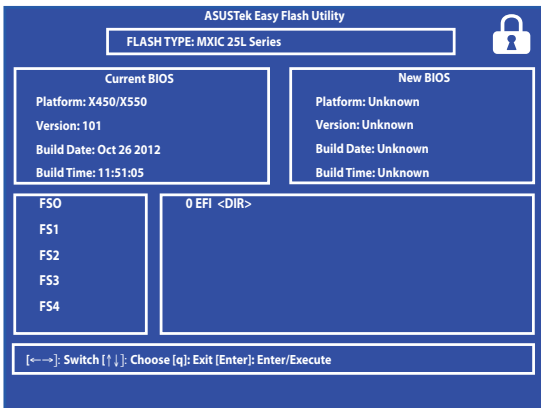 ASUSTek Easy Flash Utility
FLASH TYPE: MXIC 25L Series
Current BIOS
Platform: X450/X550
Version: 101
Build Date: Oct 26 2012
Build Time: 11:51:05
New BIOS
Platform: Unknown
Version: Unknown
Build Date: Unknown
Build Time: Unknown
FSO
FS1
FS2
FS3
FS4
0 EFI <DIR>
[←→]: Switch [↑↓]: Choose [q]: Exit [Enter]: Enter/Execute